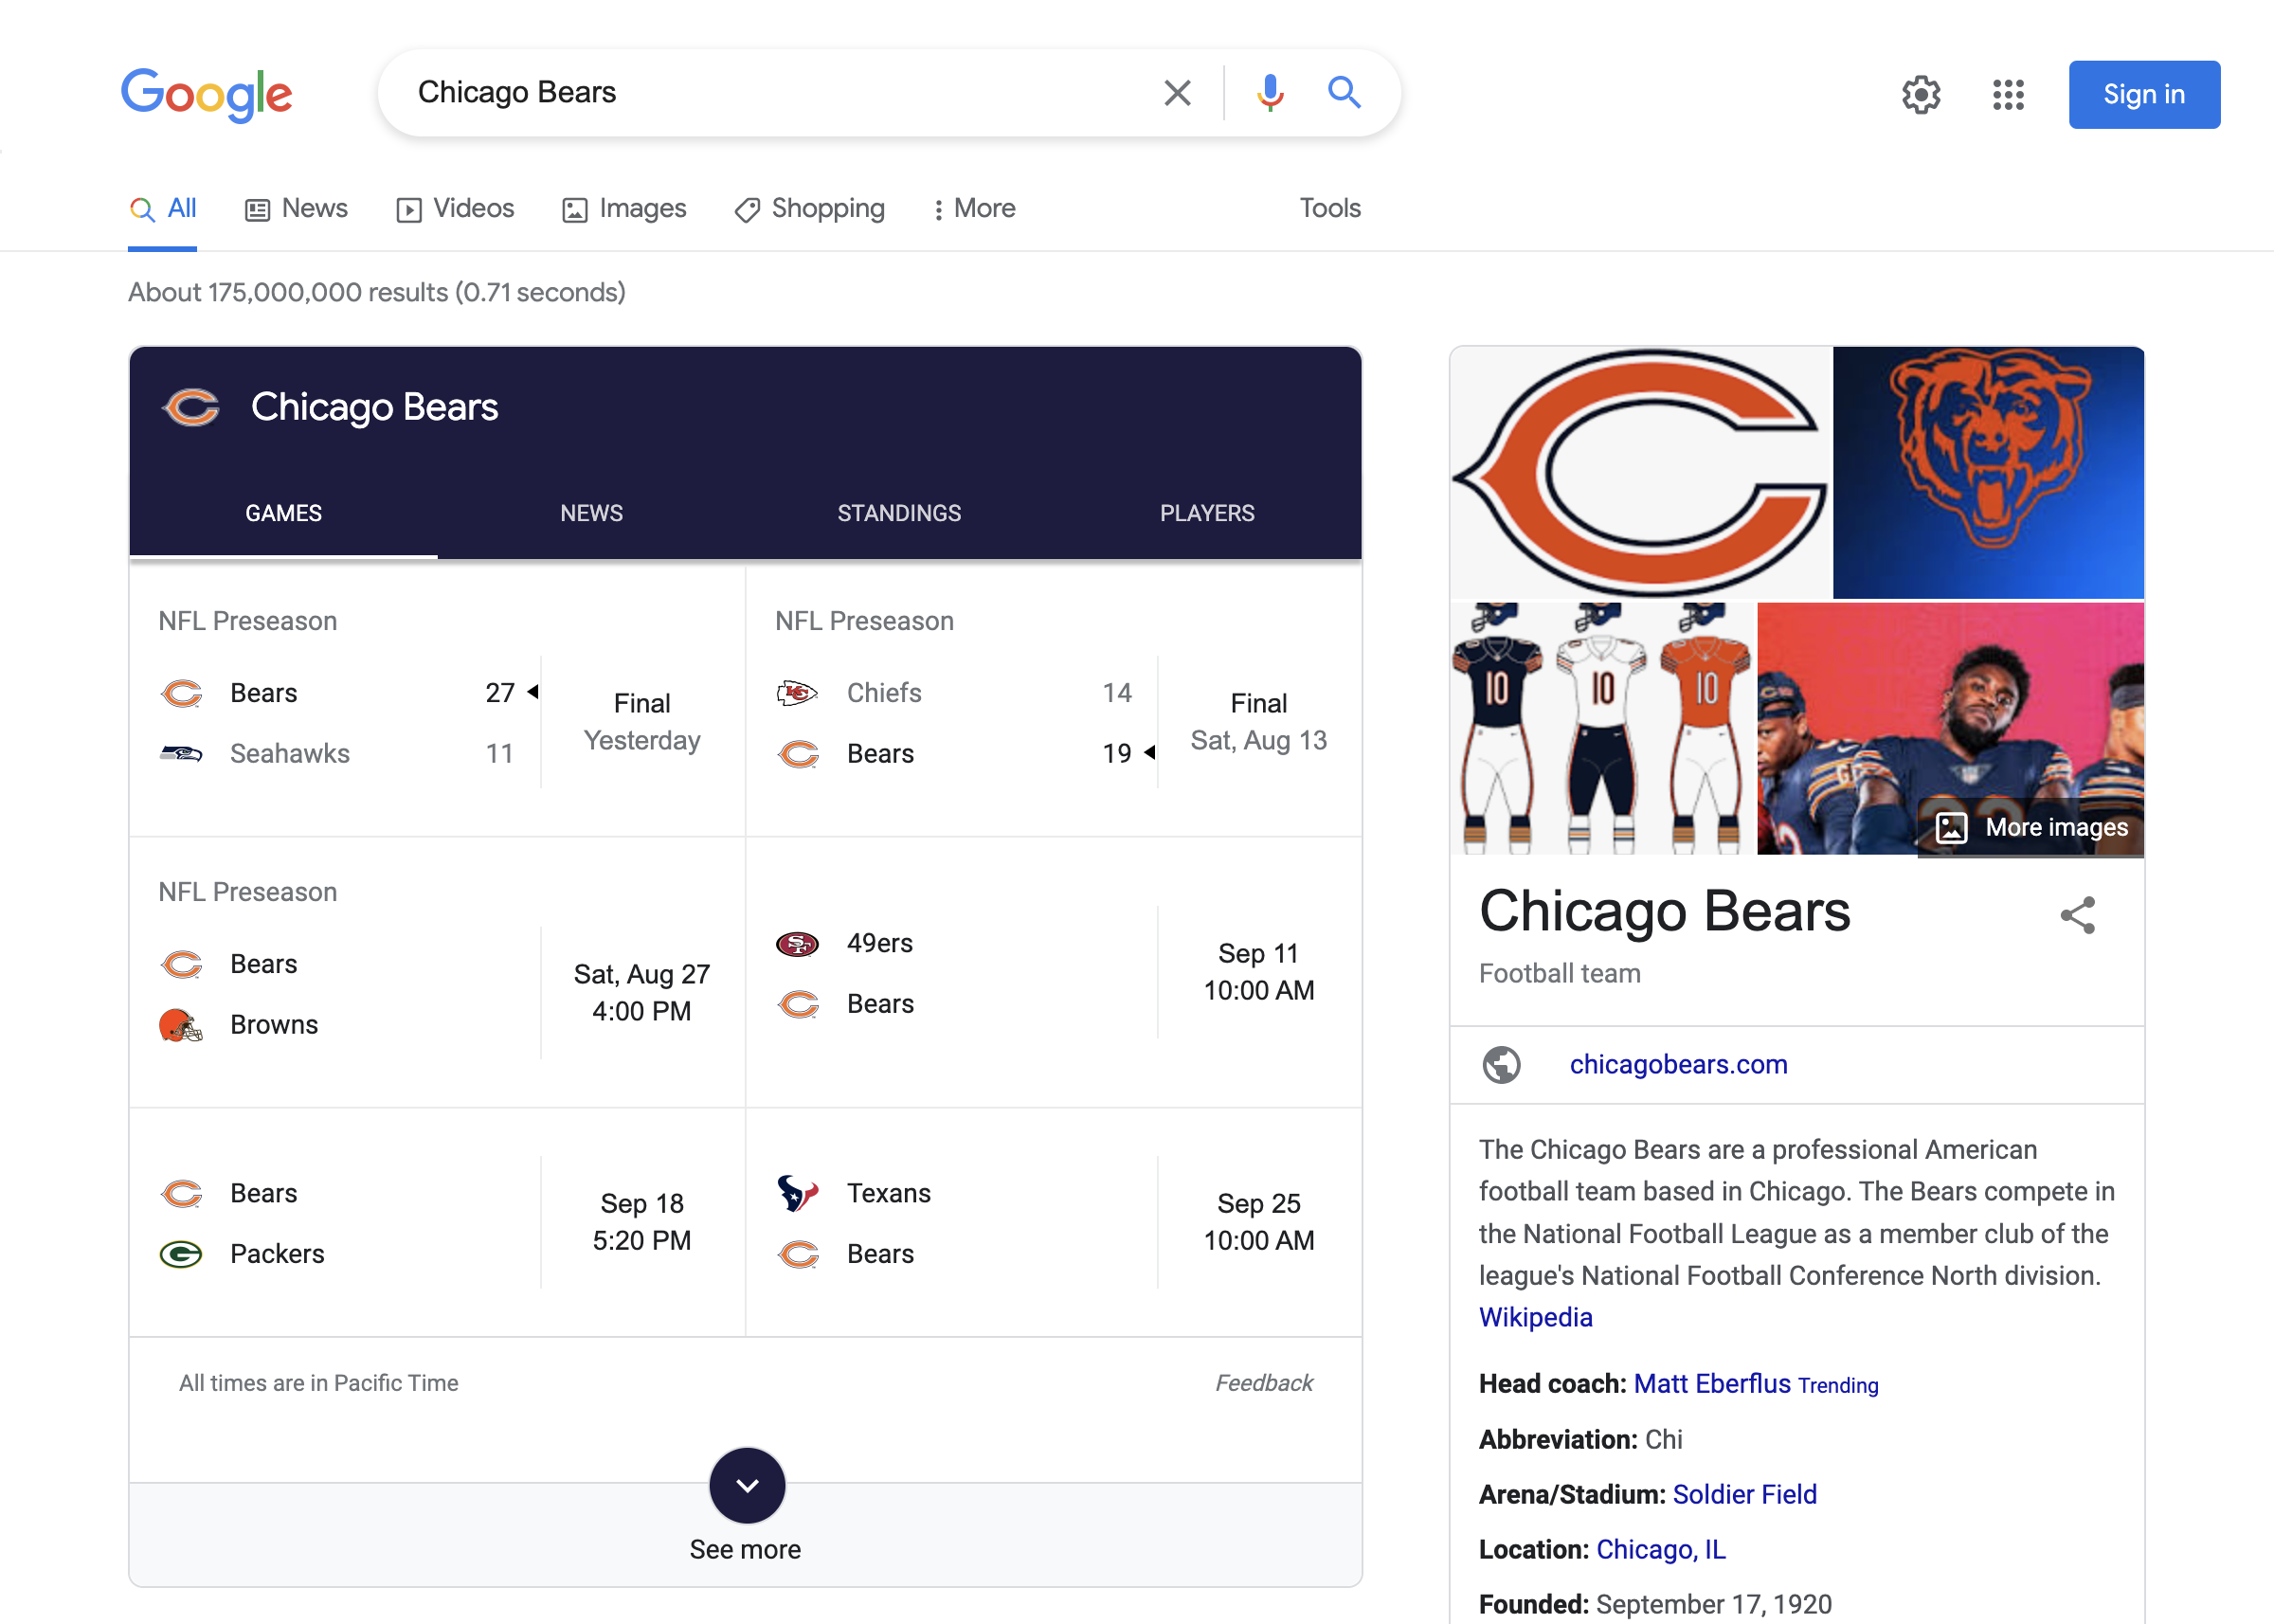 Google
Chicago Bears
Sign in
All
News
Videos
Images
Shopping
More
Tools
About 175,000,000 results (0.71 seconds)
Chicago Bears
GAMES
NEWS
STANDINGS
PLAYERS
NFL Preseason
Bears 27
Seahawks 11
Final
Yesterday
NFL Preseason
Chiefs 14
Bears 19
Final
Sat, Aug 13
NFL Preseason
Bears
Browns
Sat, Aug 27
4:00 PM
49ers
Bears
Sep 11
10:00 AM
Bears
Packers
Sep 18
5:20 PM
Texans
Bears
Sep 25
10:00 AM
All times are in Pacific Time
Feedback
See more
10
10
10
More images
Chicago Bears
Football team
chicagobears.com
The Chicago Bears are a professional American
football team based in Chicago. The Bears compete in
the National Football League as a member club of the
league's National Football Conference North division.
Wikipedia
Head coach: Matt Eberflus Trending
Abbreviation: Chi
Arena/Stadium: Soldier Field
Location: Chicago, IL
Founded: September 17, 1920